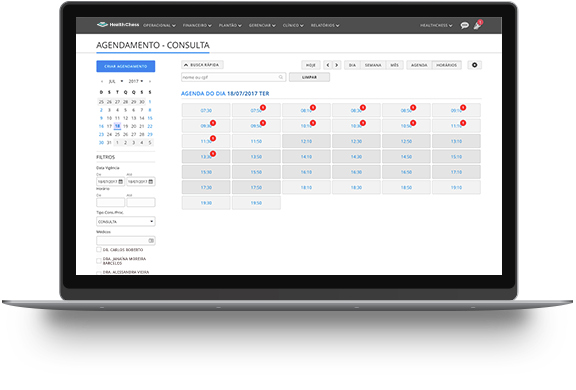 HealthChess OPERACIONAL FINANCEIRO PLANTÃO GERENCIAR CLÍNICO RELATÓRIOS HEALTHCHESS
AGENDAMENTO - CONSULTA
CRIAR AGENDAMENTO
JUL 2017
D S T Q Q S S
25 26 27 28 29 30 1
2 3 4 5 6 7 8
9 10 11 12 13 14 15
16 17 18 19 20 21 22
23 24 25 26 27 28 29
30 31 1 2 3 4 5
FILTROS
Data Vigência
18/07/2017 18/07/2017
Horário
Tipo Cons./Proc.
CONSULTA
Médicos
DR. CARLOS ROBERTO
DRA. JANAÍNA MOREIRA
BARCELOS
DRA. ALESSANDRA VIEIRA
BUSCA RÁPIDA HOJE DIA SEMANA MÊS AGENDA HORÁRIOS
nome ou cpf LIMPAR
AGENDA DO DIA 18/07/2017 TER
07:30 07:50 08:10 08:30 08:50 09:10
09:30 09:50 10:10 10:30 10:50 11:10
11:30 11:50 12:10 12:30 12:50 13:10
13:30 13:50 14:10 14:30 14:50 15:10
15:30 15:50 16:10 16:30 16:50 17:10
17:30 17:50 18:10 18:30 18:50 19:10
19:30 19:50